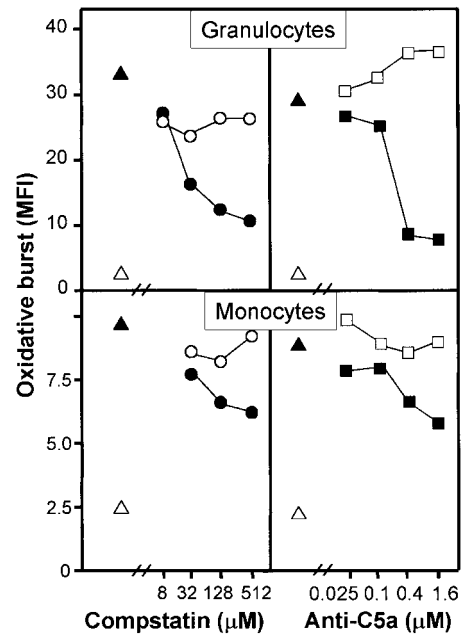 Granulocytes
40
30
20
10
0
Monocytes
7.5
5.0
2.5
0
Oxidative burst (MFI)
8 32 128 512
0.025 0.1 0.4 1.6
Compstatin (µM)
Anti-C5a (µM)